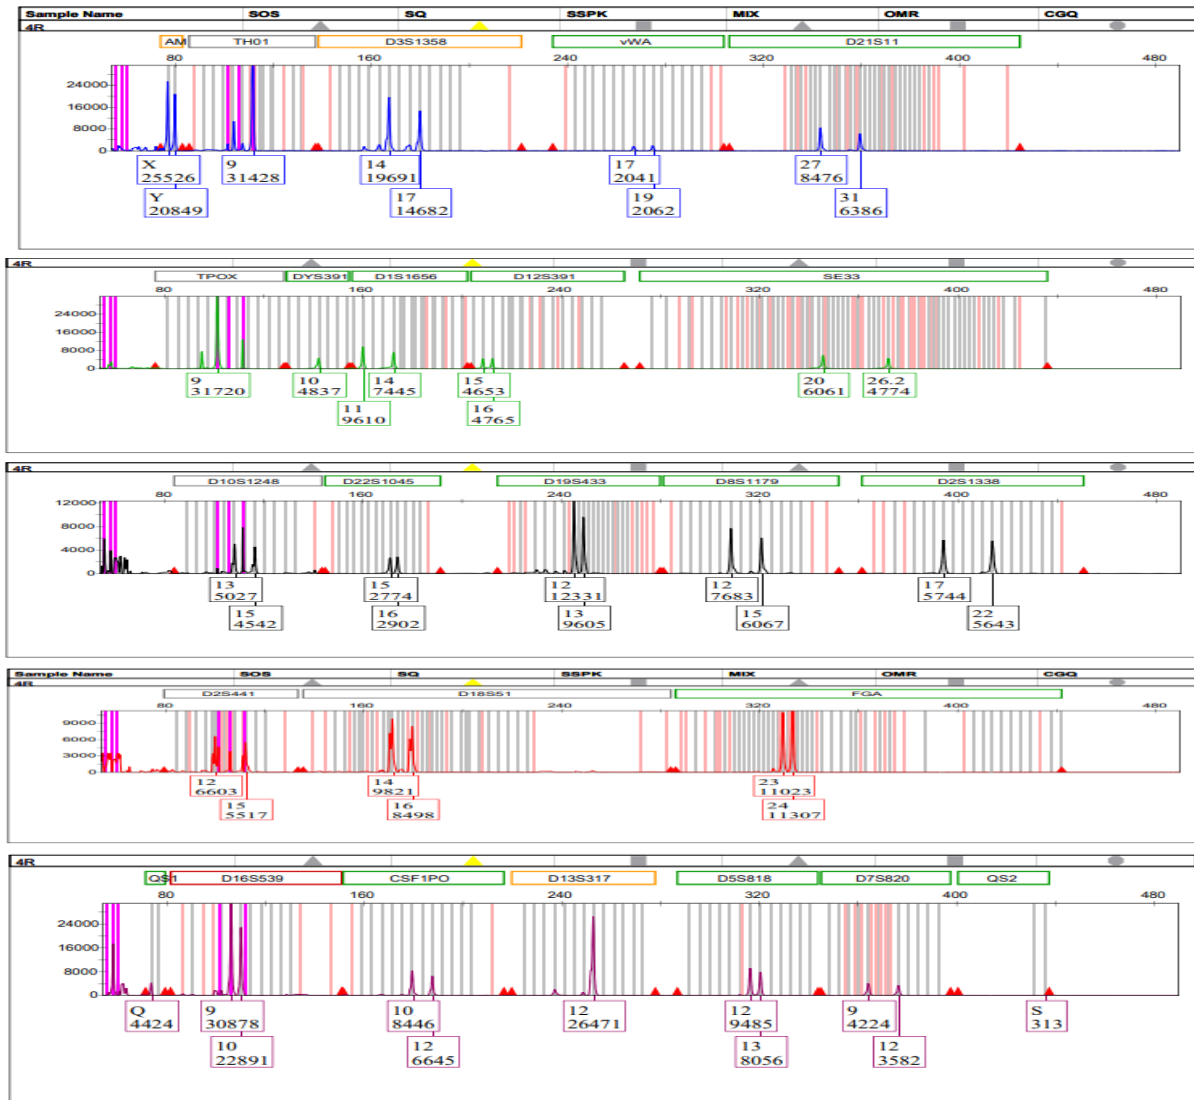 Sample Name SOS SQ SSPK MIX OMR CGQ
4R
AM TH01 D3S1358 vWA D21S11
80 160 240 320 400 480
24000
16000
8000
0
X 9 14 17 27
25526 31428 19691 2041 8476
Y 17 19 31
20849 14682 2062 6386
4R
TPOX DYS391 D1S1656 D12S391 SE33
80 160 240 320 400 480
24000
16000
8000
0
9 10 14 15 20 26.2
31720 4837 7445 4653 6061 4774
11 16
9610 4765
4R
D10S1248 D22S1045 D19S433 D8S1179 D2S1338
80 160 240 320 400 480
12000
8000
4000
0
13 15 12 12 17
5027 2774 12331 7683 5744
15 16 13 15 22
4542 2902 9605 6067 5643
Sample Name SOS SQ SSPK MIX OMR CGQ
4R
D2S441 D18S51 FGA
80 160 240 320 400 480
9000
6000
3000
0
12 14 23
6603 9821 11023
15 16 24
5517 8498 11307
4R
QS1 D16S539 CSF1PO D13S317 D5S818 D7S820 QS2
80 160 240 320 400 480
24000
16000
8000
0
Q 9 10 12 12 9 S
4424 30878 8446 26471 9485 4224 313
10 12 13 12
22891 6645 8056 3582